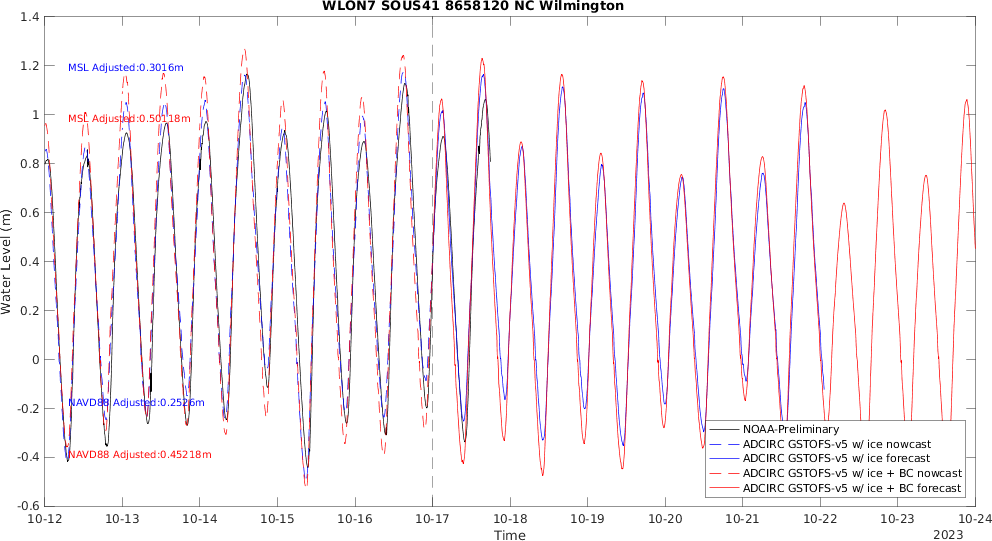 WLON7 SOUS41 8658120 NC Wilmington
1.4
1.2
1
0.8
0.6
0.4
0.2
0
-0.2
-0.4
-0.6
Water Level (m)
MSL Adjusted:0.3016m
MSL Adjusted:0.50118m
NAVD88 Adjusted:0.2526m
NAVD88 Adjusted:0.45218m
NOAA-Preliminary
ADCIRC GSTOFS-v5 w/ ice nowcast
ADCIRC GSTOFS-v5 w/ ice forecast
ADCIRC GSTOFS-v5 w/ ice + BC nowcast
ADCIRC GSTOFS-v5 w/ ice + BC forecast
10-12 10-13 10-14 10-15 10-16 10-17 10-18 10-19 10-20 10-21 10-22 10-23 10-24
Time
2023